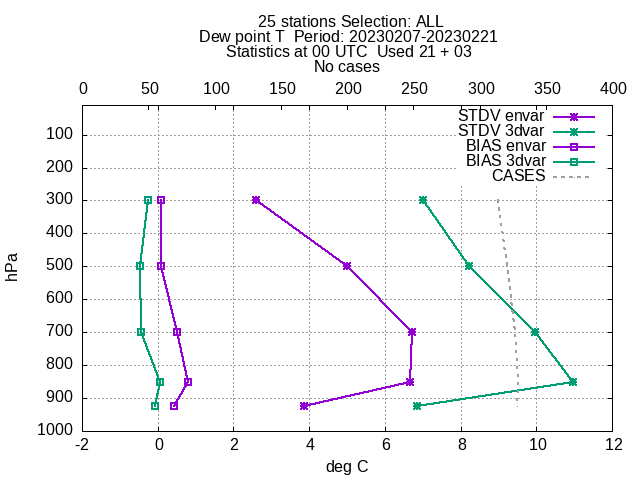 25 stations Selection: ALL
Dew point T  Period: 20230207-20230221
Statistics at 00 UTC  Used 21 + 03
No cases
0 50 100 150 200 250 300 350 400
STDV envar
STDV 3dvar
BIAS envar
BIAS 3dvar
CASES
100
200
300
400
500
600
700
800
900
1000
hPa
-2 0 2 4 6 8 10 12
deg C